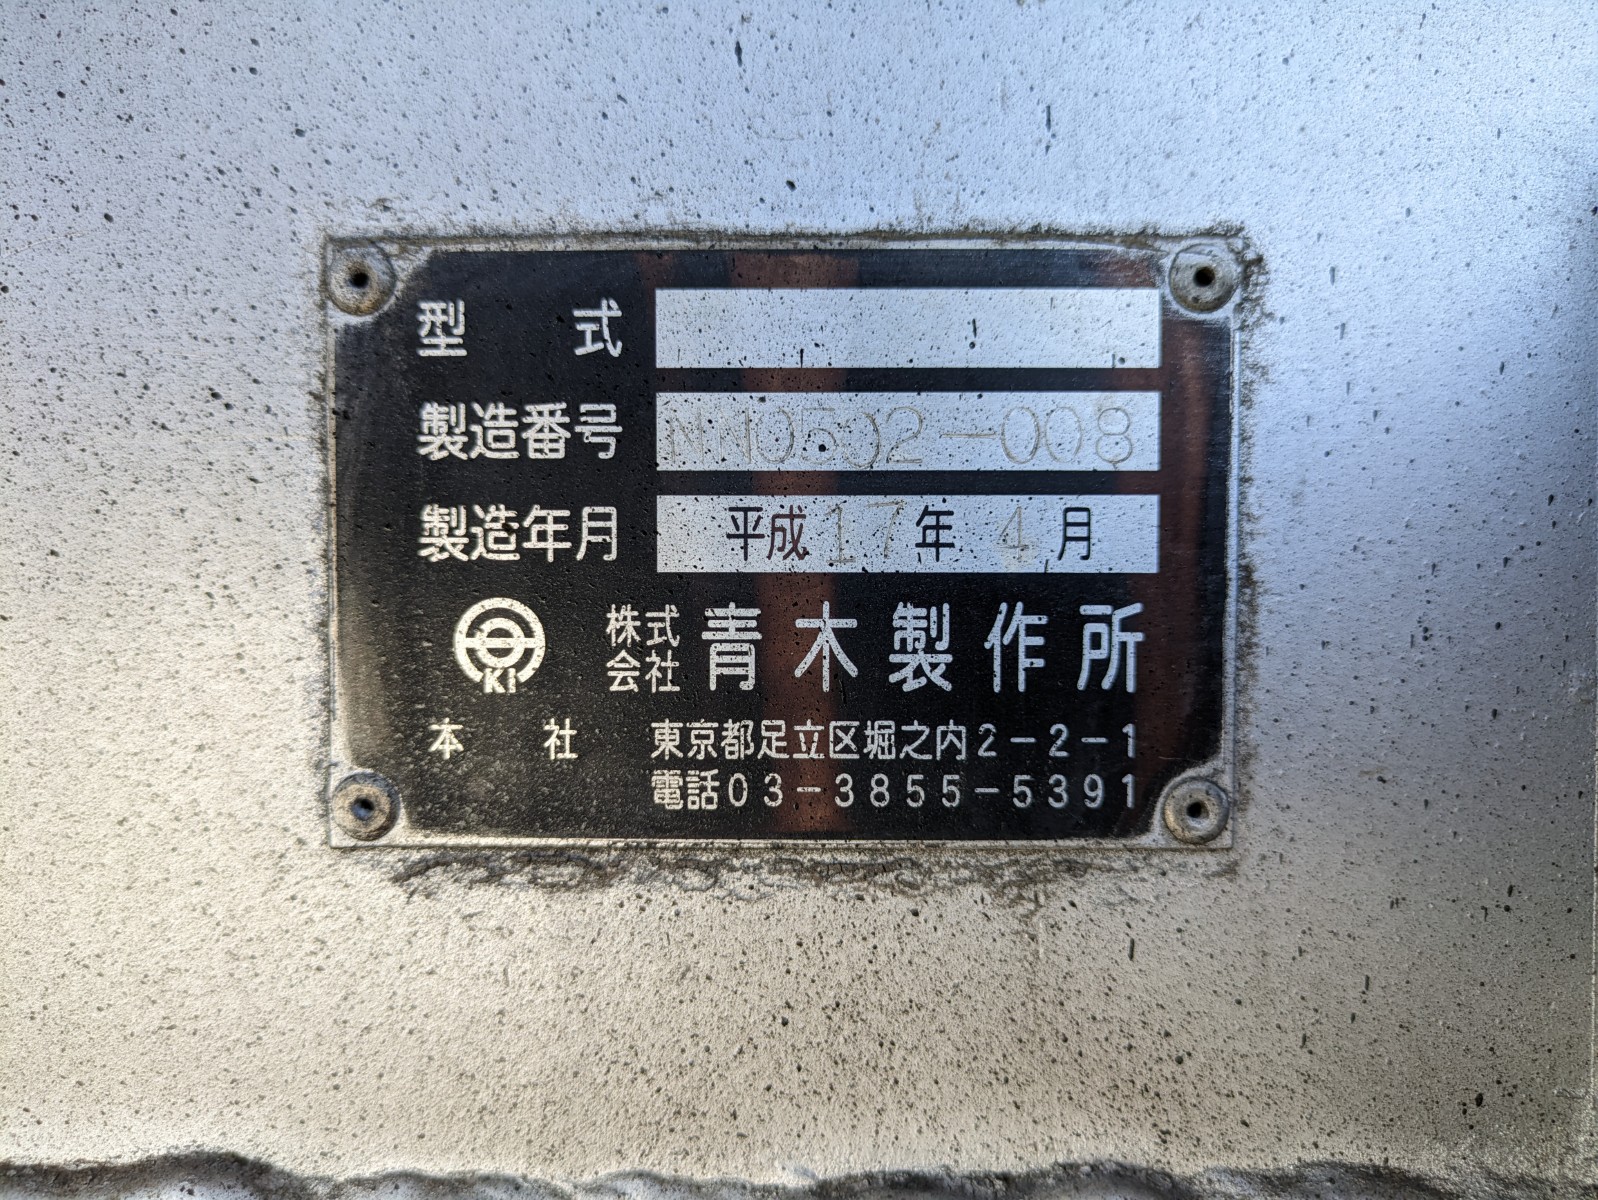 型式
製造番号 NN0502-008
製造年月 平成17年4月
KI 株式会社 青木製作所
本社 東京都足立区堀之内2-2-1
電話03-3855-5391